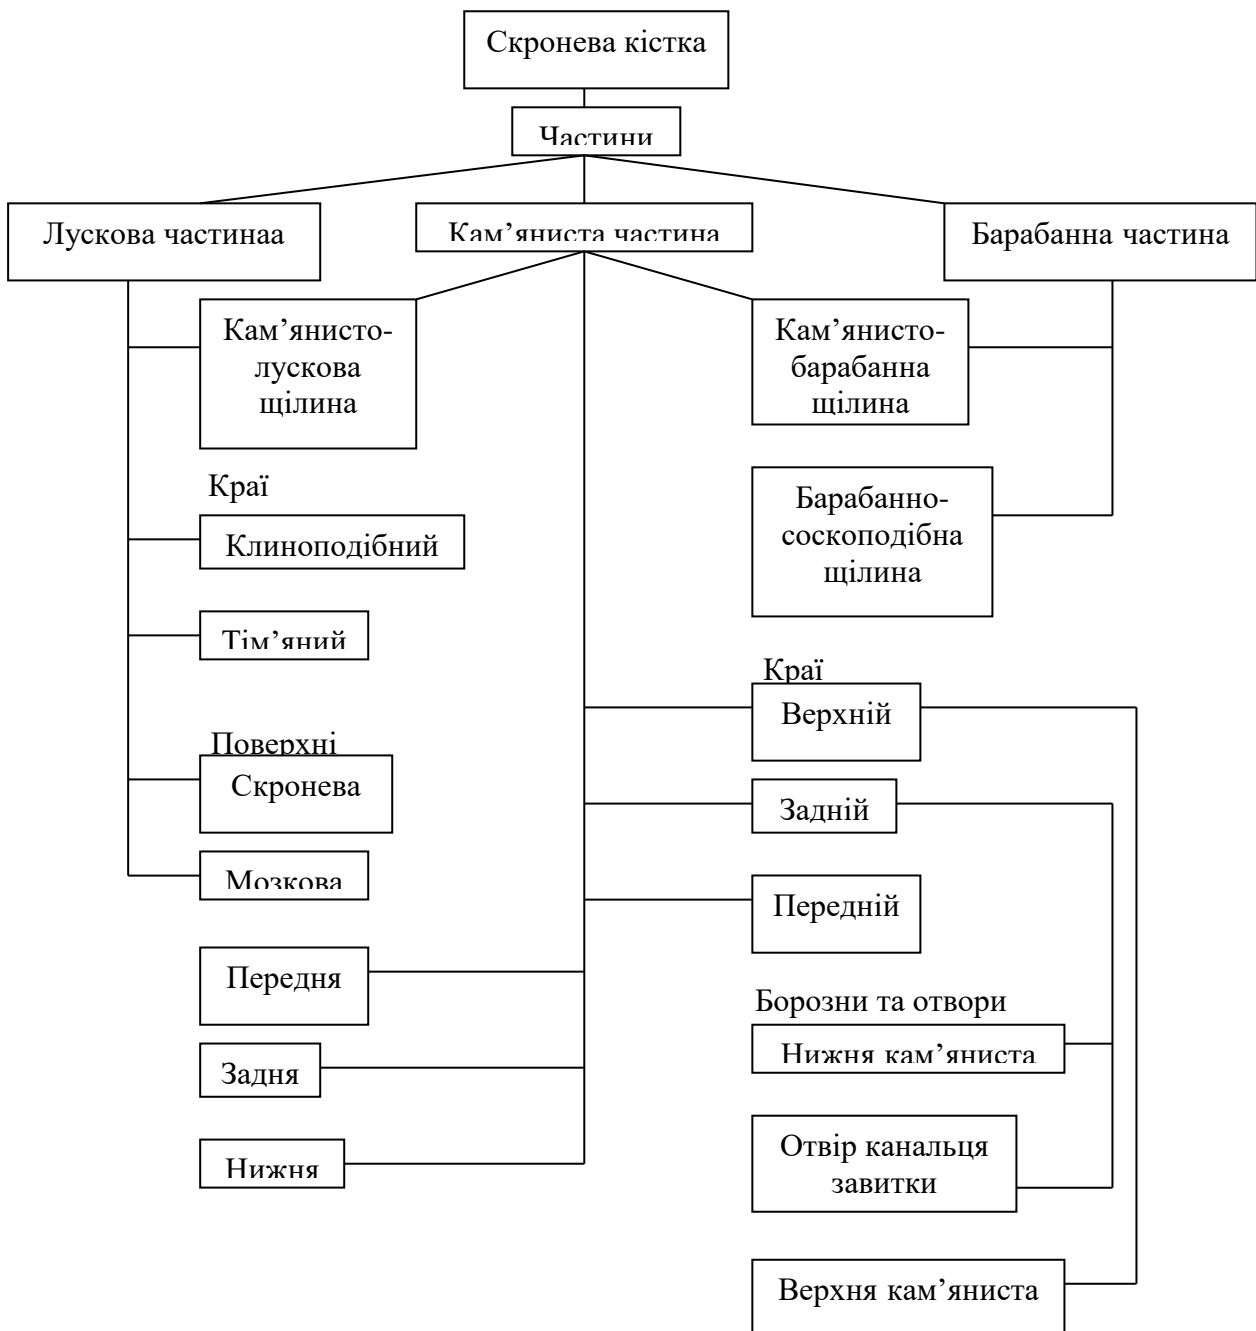 Скронева кістка
Частини
Лускова частинаа
Кам’яниста частина
Барабанна частина
Кам’янисто-
лускова
щілина
Кам’янисто-
барабанна
щілина
Краї
Клиноподібний
Барабанно-
соскоподібна
щілина
Тім’яний
Краї
Верхній
Поверхні
Скронева
Задній
Мозкова
Передній
Передня
Борозни та отвори
Нижня кам’яниста
Задня
Отвір канальця
завитки
Нижня
Верхня кам’яниста